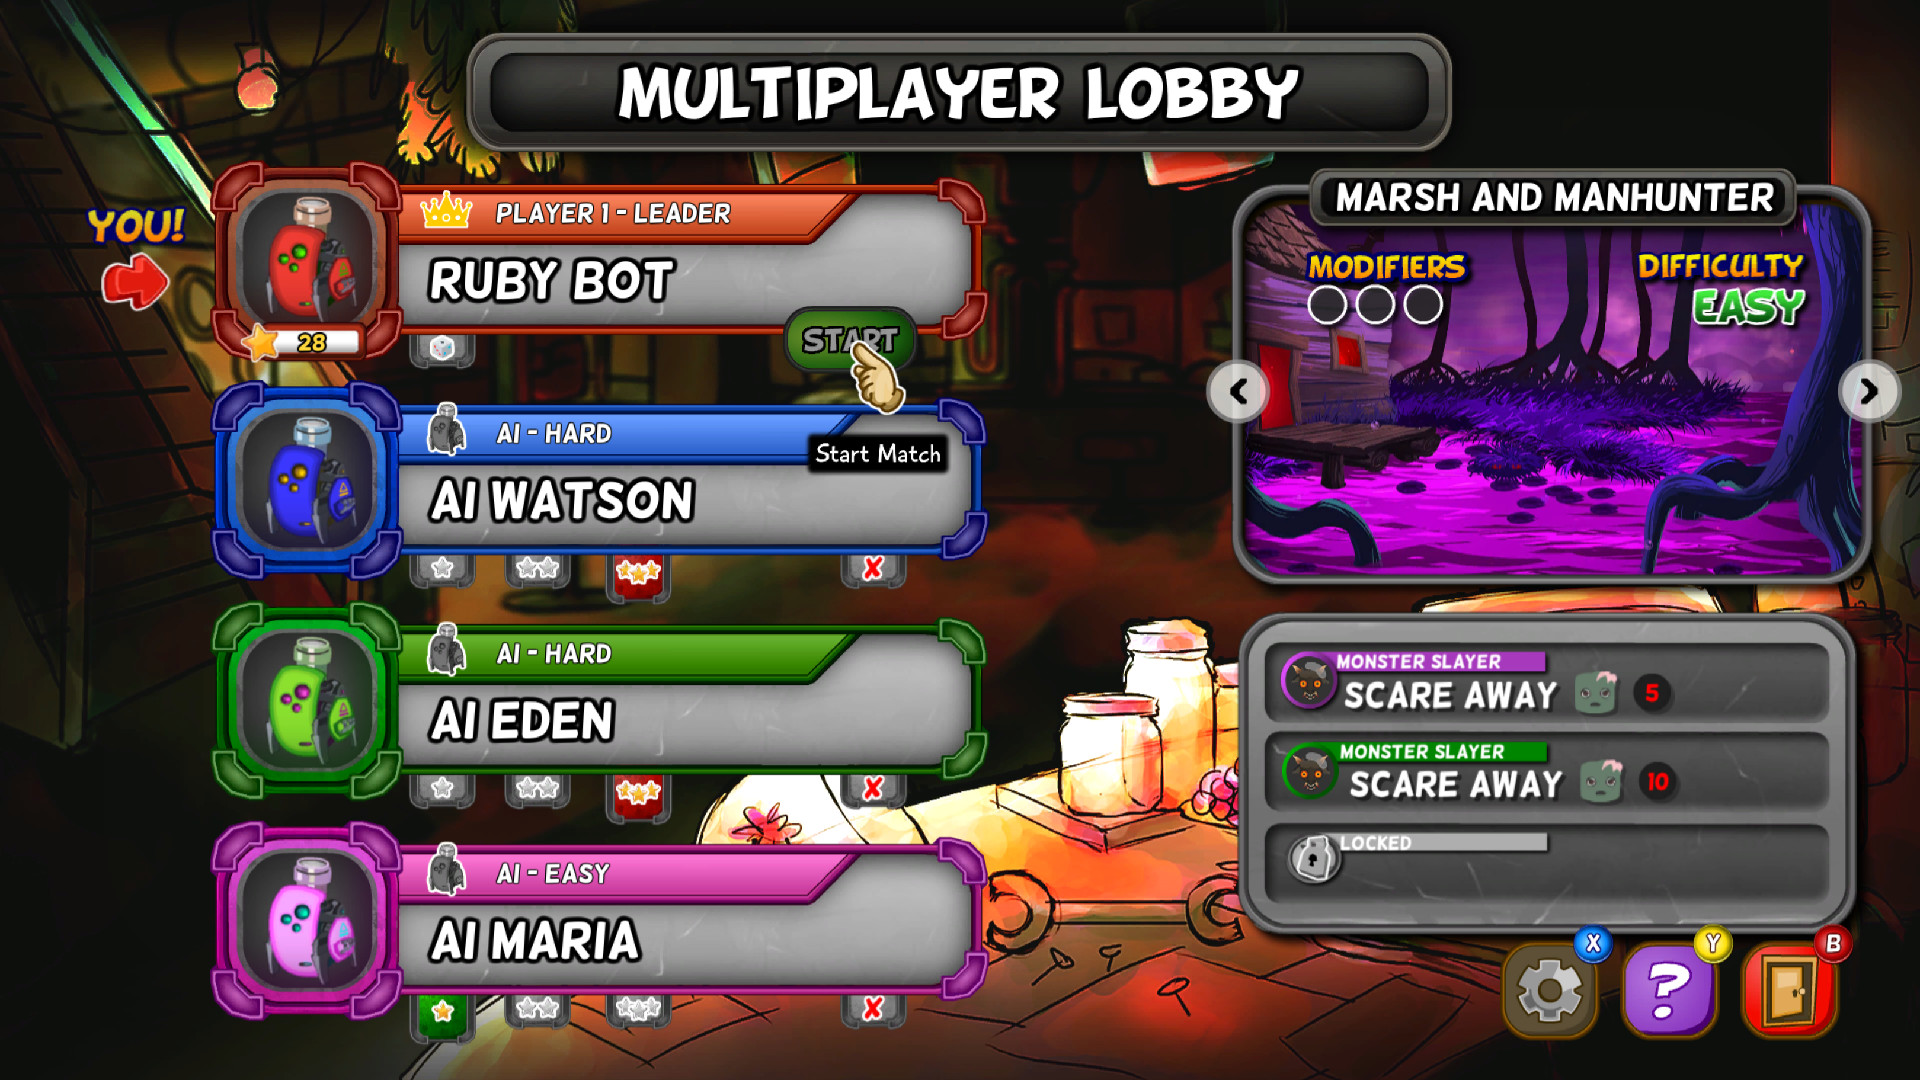 MULTIPLAYER LOBBY
YOU!
PLAYER 1 - LEADER
RUBY BOT
28
START
Start Match
AI - HARD
AI WATSON
AI - HARD
AI EDEN
AI - EASY
AI MARIA
MARSH AND MANHUNTER
MODIFIERS
DIFFICULTY
EASY
MONSTER SLAYER
SCARE AWAY 5
MONSTER SLAYER
SCARE AWAY 10
LOCKED
X
Y
B
?